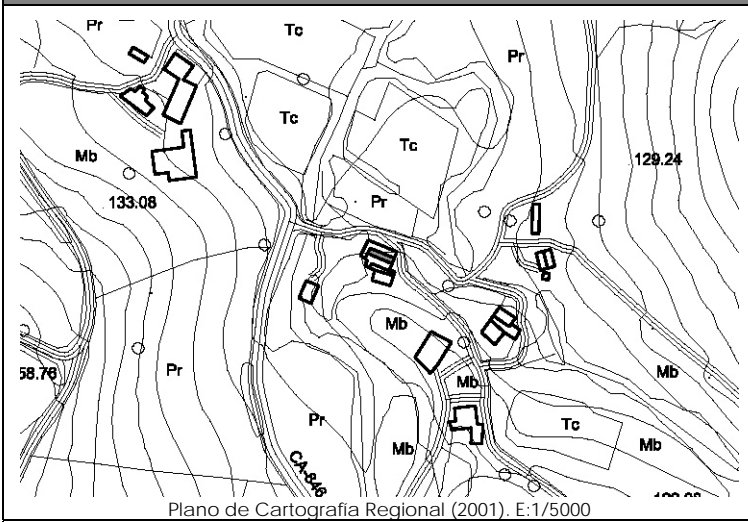 Pr
Tc
Pr
Tc
Tc
Mb
129.24
133.08
Pr
Mb
58.76
Pr
Mb
Mb
Pr
Tc
Mb
Mb
CA-846
Plano de Cartografía Regional (2001). E:1/5000